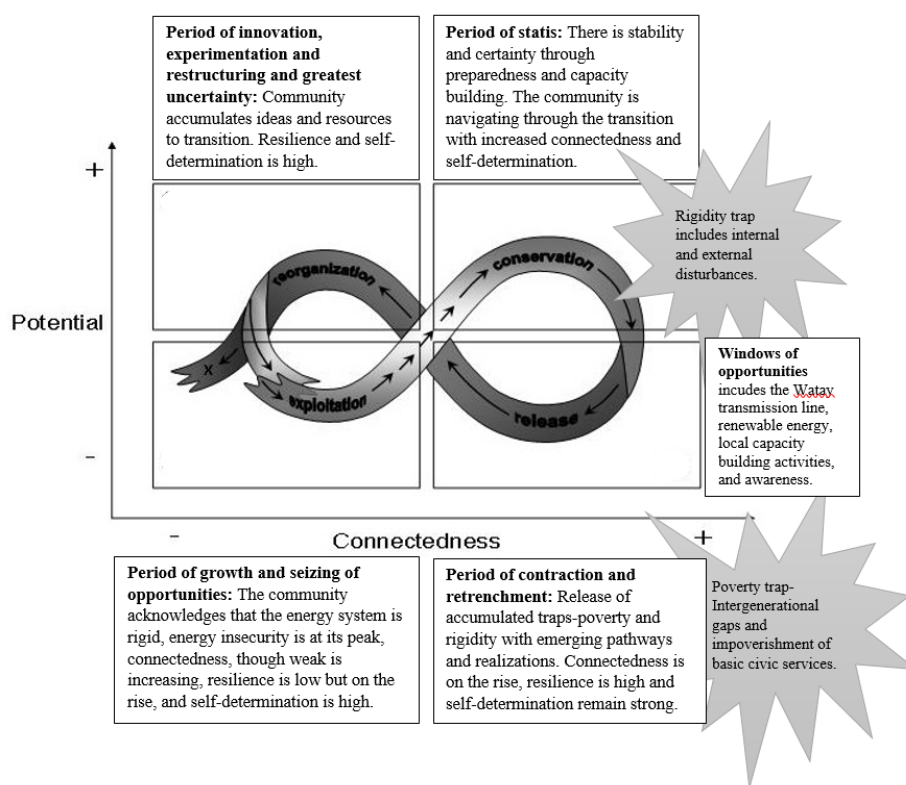 Period of innovation,
experimentation and
restructuring and greatest
uncertainty: Community
accumulates ideas and resources
to transition. Resilience and self-
determination is high.
Period of statis: There is stability
and certainty through
preparedness and capacity
building. The community is
navigating through the transition
with increased connectedness and
self-determination.
+
Rigidity trap
includes internal
and external
disturbances.
reorganization
conservation
Potential
x
exploitation
release
Windows of
opportunities
incudes the Watay
transmission line,
renewable energy,
local capacity
building activities,
and awareness.
-
-
Connectedness
+
Period of growth and seizing of
opportunities: The community
acknowledges that the energy system is
rigid, energy insecurity is at its peak,
connectedness, though weak is
increasing, resilience is low but on the
rise, and self-determination is high.
Period of contraction and
retrenchment: Release of
accumulated traps-poverty and
rigidity with emerging pathways
and realizations. Connectedness is
on the rise, resilience is high and
self-determination remain strong.
Poverty trap-
Intergenerational
gaps and
impoverishment of
basic civic services.